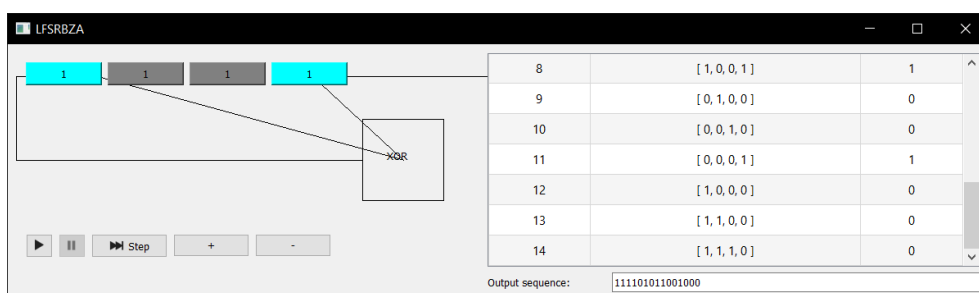 LFSRBZA
1 1 1 1
XOR
Step + -
8 [ 1, 0, 0, 1 ] 1
9 [ 0, 1, 0, 0 ] 0
10 [ 0, 0, 1, 0 ] 0
11 [ 0, 0, 0, 1 ] 1
12 [ 1, 0, 0, 0 ] 0
13 [ 1, 1, 0, 0 ] 0
14 [ 1, 1, 1, 0 ] 0
Output sequence: 111101011001000